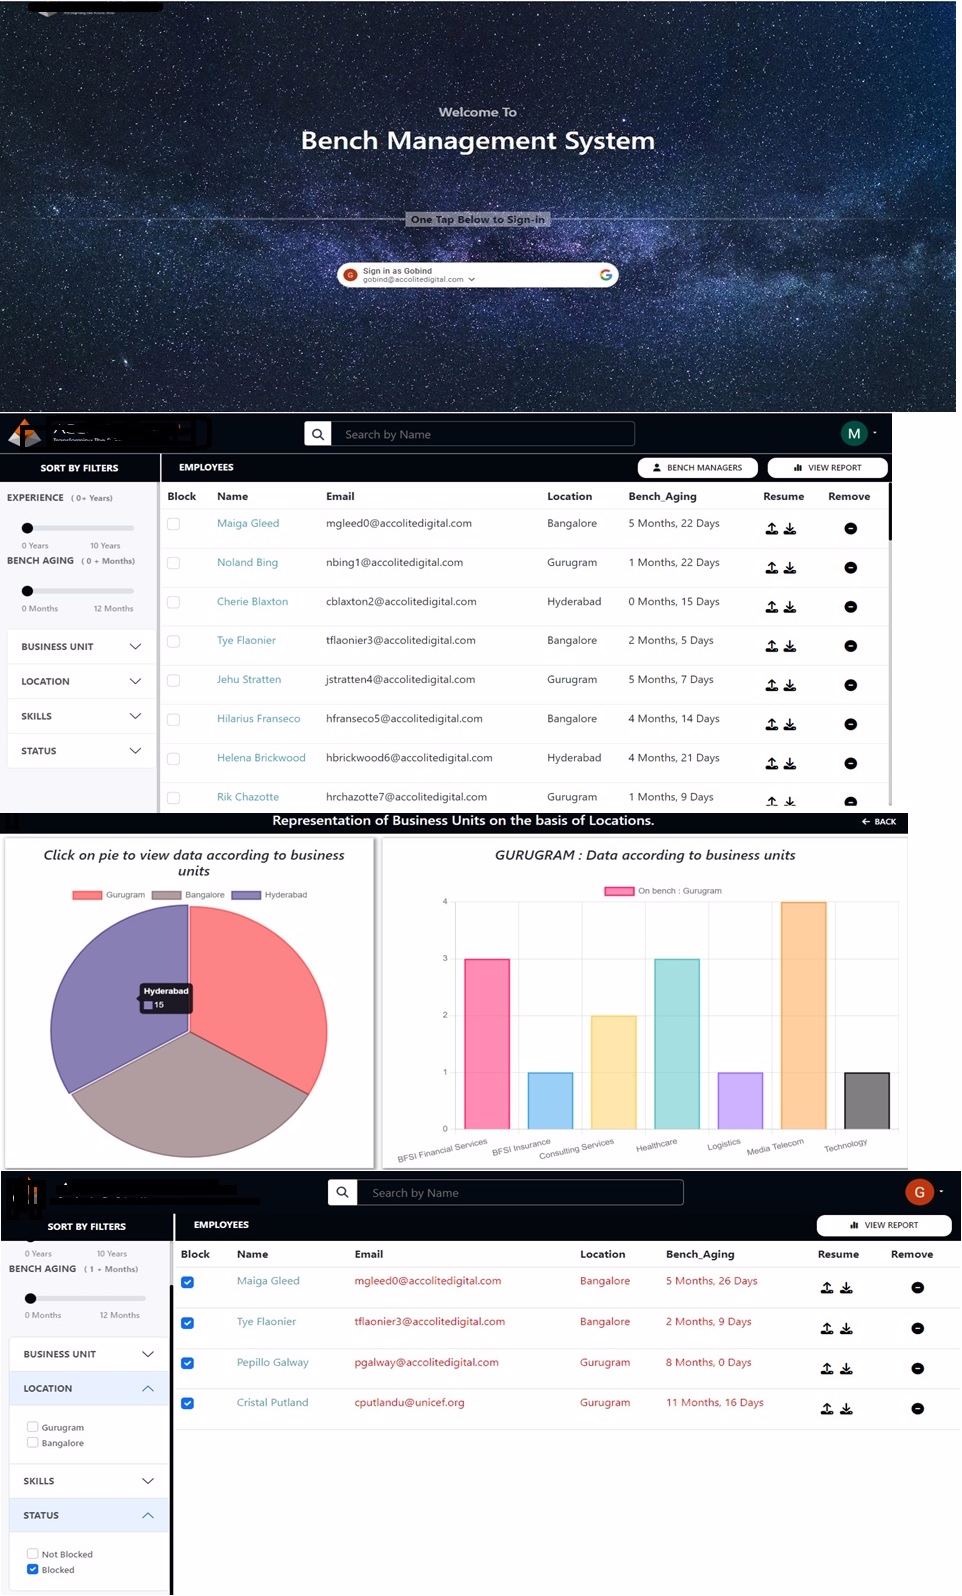 Welcome To
Bench Management System
One Tap Below to Sign-in
G Sign in as Gobind
gobind@accolitedigital.com
Search by Name
M
SORT BY FILTERS
EMPLOYEES
BENCH MANAGERS
VIEW REPORT
EXPERIENCE ( 0+ Years)
0 Years 10 Years
BENCH AGING ( 0 + Months)
0 Months 12 Months
BUSINESS UNIT
LOCATION
SKILLS
STATUS
Block Name Email Location Bench_Aging Resume Remove
Maiga Gleed mgleed0@accolitedigital.com Bangalore 5 Months, 22 Days
Noland Bing nbing1@accolitedigital.com Gurugram 1 Months, 22 Days
Cherie Blaxton cblaxton2@accolitedigital.com Hyderabad 0 Months, 15 Days
Tye Flaonier tflaonier3@accolitedigital.com Bangalore 2 Months, 5 Days
Jehu Stratten jstratten4@accolitedigital.com Gurugram 5 Months, 7 Days
Hilarius Franseco hfranseco5@accolitedigital.com Bangalore 4 Months, 14 Days
Helena Brickwood hbrickwood6@accolitedigital.com Hyderabad 4 Months, 21 Days
Rik Chazotte hrchazotte7@accolitedigital.com Gurugram 1 Months, 9 Days
Representation of Business Units on the basis of Locations.
BACK
Click on pie to view data according to business
units
Gurugram Bangalore Hyderabad
Hyderabad
15
GURUGRAM : Data according to business units
On bench : Gurugram
4
3
2
1
0
BFSI Financial Services BFSI Insurance Consulting Services Healthcare Logistics Media Telecom Technology
Search by Name
G
SORT BY FILTERS
EMPLOYEES
VIEW REPORT
0 Years 10 Years
BENCH AGING ( 1 + Months)
0 Months 12 Months
BUSINESS UNIT
LOCATION
Gurugram
Bangalore
SKILLS
STATUS
Not Blocked
Blocked
Block Name Email Location Bench_Aging Resume Remove
Maiga Gleed mgleed0@accolitedigital.com Bangalore 5 Months, 26 Days
Tye Flaonier tflaonier3@accolitedigital.com Bangalore 2 Months, 9 Days
Pepillo Galway pgalway@accolitedigital.com Gurugram 8 Months, 0 Days
Cristal Putland cputlandu@unicef.org Gurugram 11 Months, 16 Days